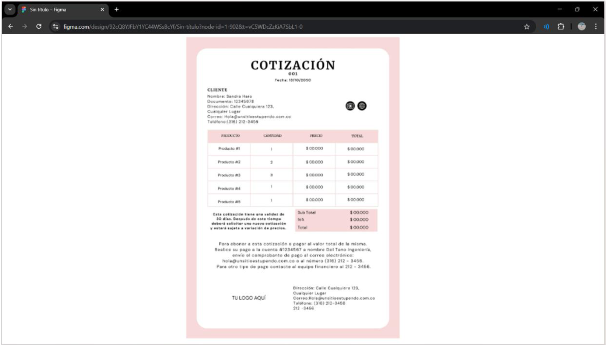 Sin título - Figma
figma.com/design/
COTIZACIÓN
001
Fecha:
CLIENTE
Nombre: Sandra Haro
Documento: 12345678
Dirección: Calle Cualquiera 123,
Cualquier Lugar
Correo: Hola@unsitioestupendo.com.co
Teléfono: (316) 212-3456
PRODUCTO CANTIDAD PRECIO TOTAL
Producto #1 1 $ 00.000 $ 00.000
Producto #2 2 $ 00.000 $ 00.000
Producto #3 $ 00.000 $ 00.000
Producto #4 1 $ 00.000 $ 00.000
Producto #5 1 $ 00.000 $ 00.000
Esta cotización tiene una validez de
30 días. Después de este tiempo
deberá solicitar una nueva cotización
y estará sujeta a variación de precios.
Sub Total $ 00.000
IVA $ 00.000
Total $ 00.000
Para abonar a esta cotización o pagar el valor total de la misma.
Realice su pago a la cuenta #1234567 a nombre Del Taro Ingeniería,
envíe el comprobante de pago al correo electrónico:
hola@unsitioestupendo.com.co o al número (316) 212 - 3456
Para otro tipo de pago contacte al equipo financiero al 212 - 3456
TU LOGO AQUÍ
Dirección: Calle Cualquiera 123,
Cualquier Lugar
Correo:Hola@unsitioestupendo.com.co
Teléfono: (316) 212-3456
212 -3456